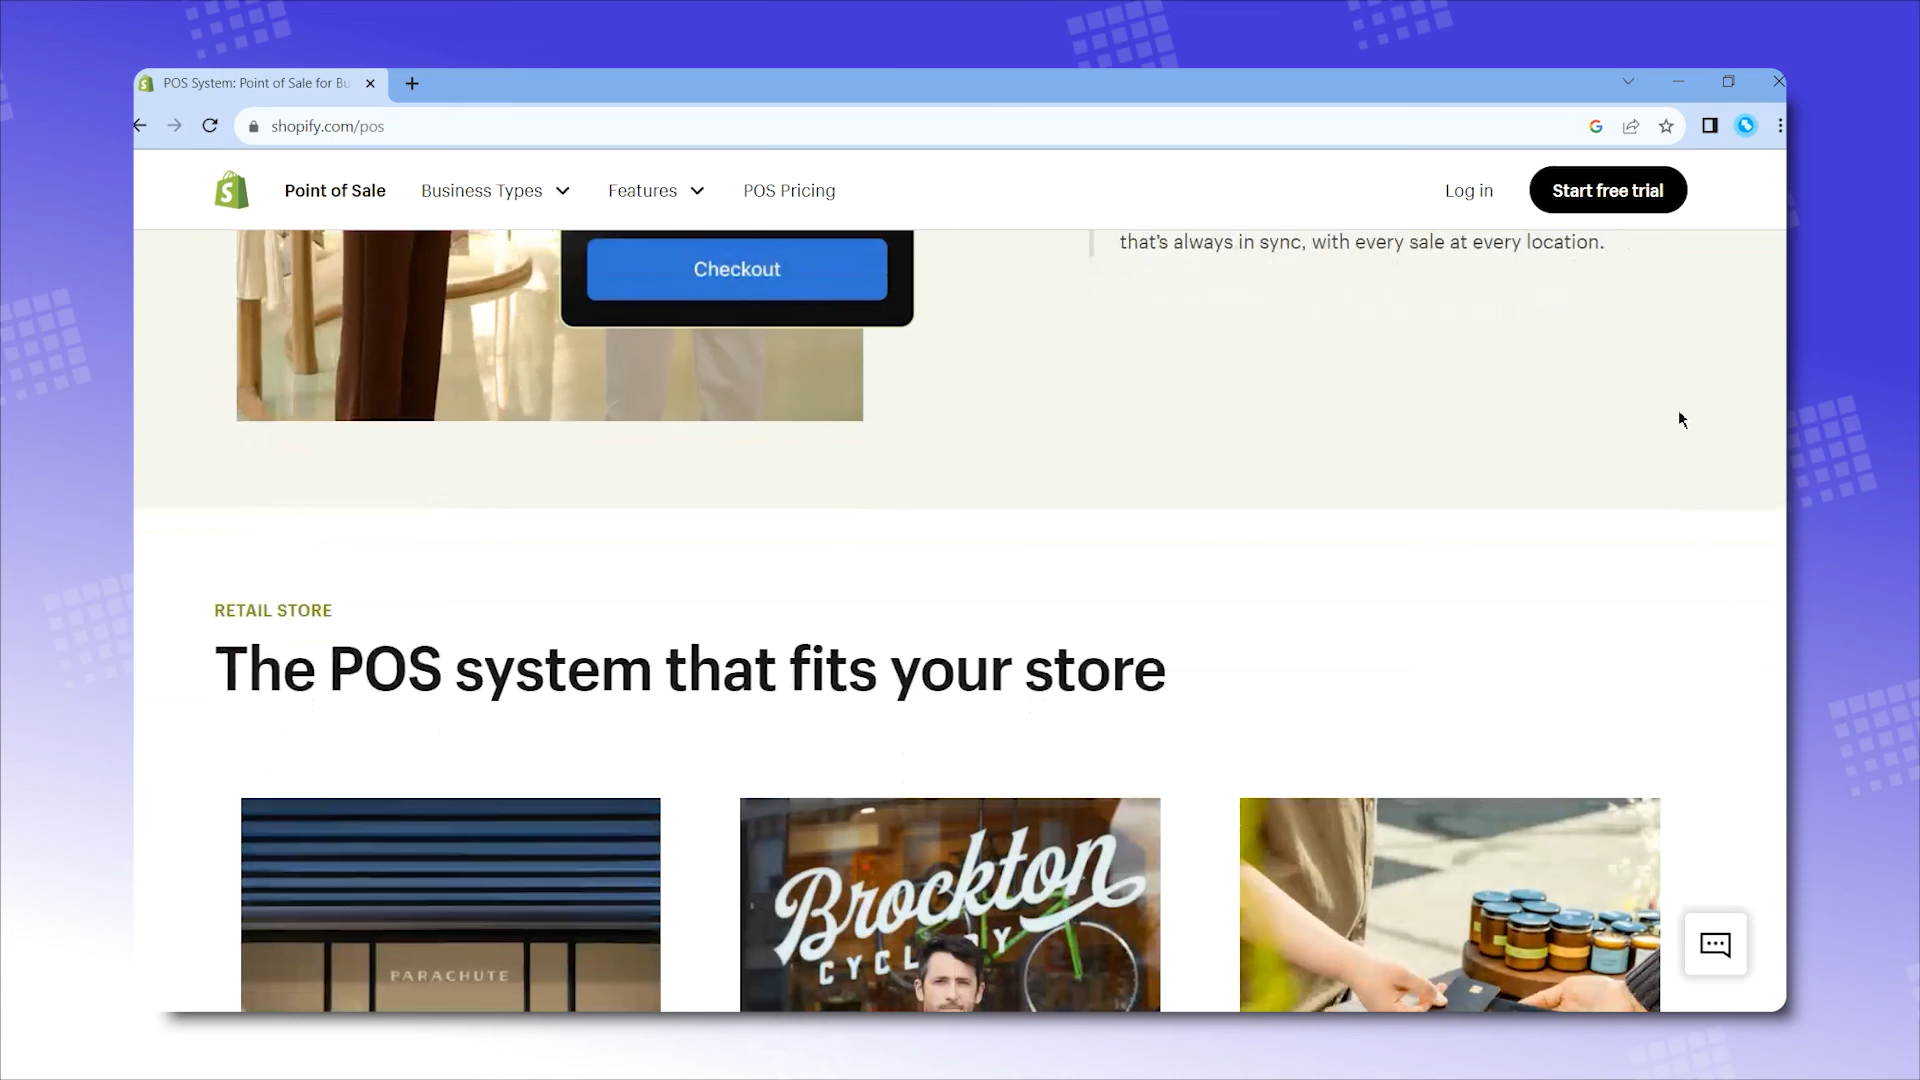 POS System: Point of Sale for Bu
shopify.com/pos
Point of Sale
Business Types
Features
POS Pricing
Log in
Start free trial
that’s always in sync, with every sale at every location.
Checkout
RETAIL STORE
The POS system that fits your store
PARACHUTE
Brockton